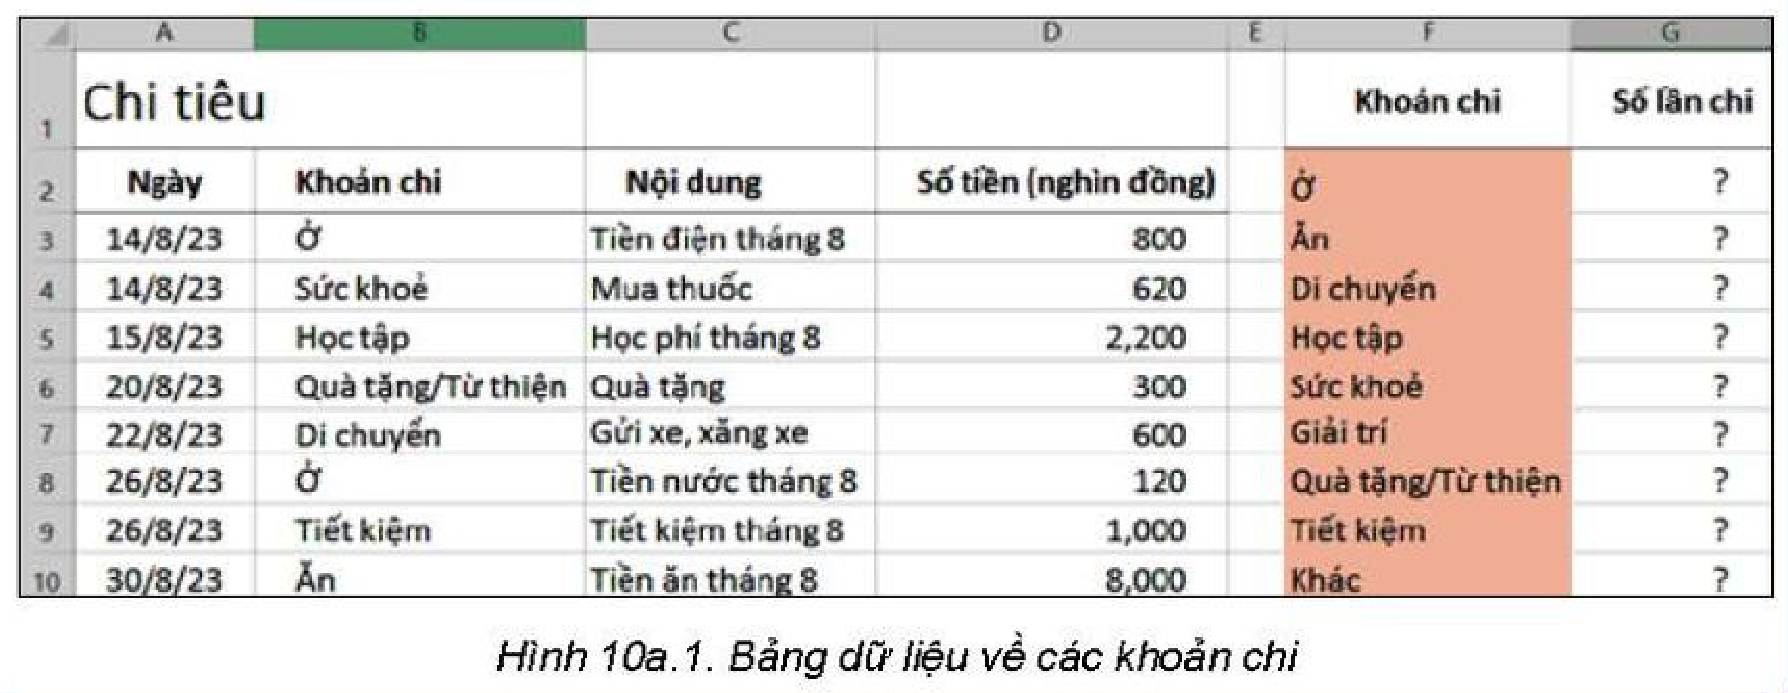 A B C D E F G
1 Chi tiêu Khoản chi Số lần chi
2 Ngày Khoản chi Nội dung Số tiền (nghìn đồng) Ở ?
3 14/8/23 Ở Tiền điện tháng 8 800 Ăn ?
4 14/8/23 Sức khoẻ Mua thuốc 620 Di chuyển ?
5 15/8/23 Học tập Học phí tháng 8 2,200 Học tập ?
6 20/8/23 Quà tặng/Từ thiện Quà tặng 300 Sức khoẻ ?
7 22/8/23 Di chuyển Gửi xe, xăng xe 600 Giải trí ?
8 26/8/23 Ở Tiền nước tháng 8 120 Quà tặng/Từ thiện ?
9 26/8/23 Tiết kiệm Tiết kiệm tháng 8 1,000 Tiết kiệm ?
10 30/8/23 Ăn Tiền ăn tháng 8 8,000 Khác ?
Hình 10a.1. Bảng dữ liệu về các khoản chi